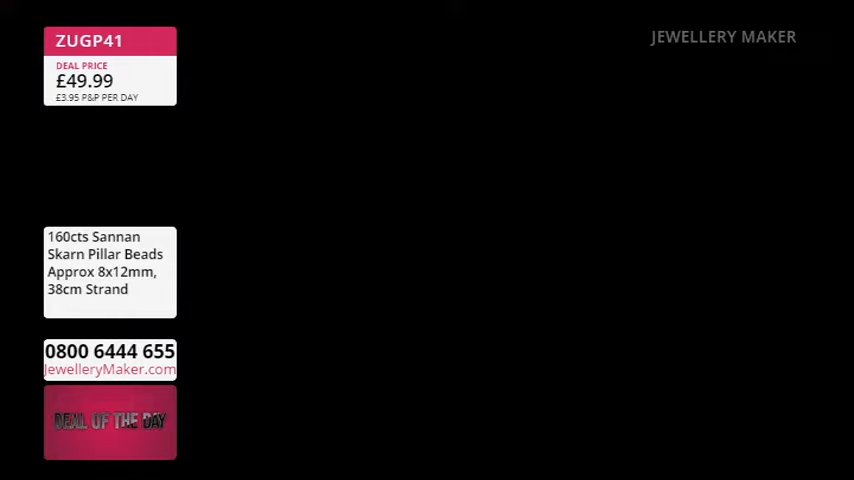 ZUGP41
JEWELLERY MAKER
DEAL PRICE
£49.99
£3.95 P&P PER DAY
160cts Sannan
Skarn Pillar Beads
Approx 8x12mm,
38cm Strand
0800 6444 655
JewelleryMaker.com
DEAL OF THE DAY